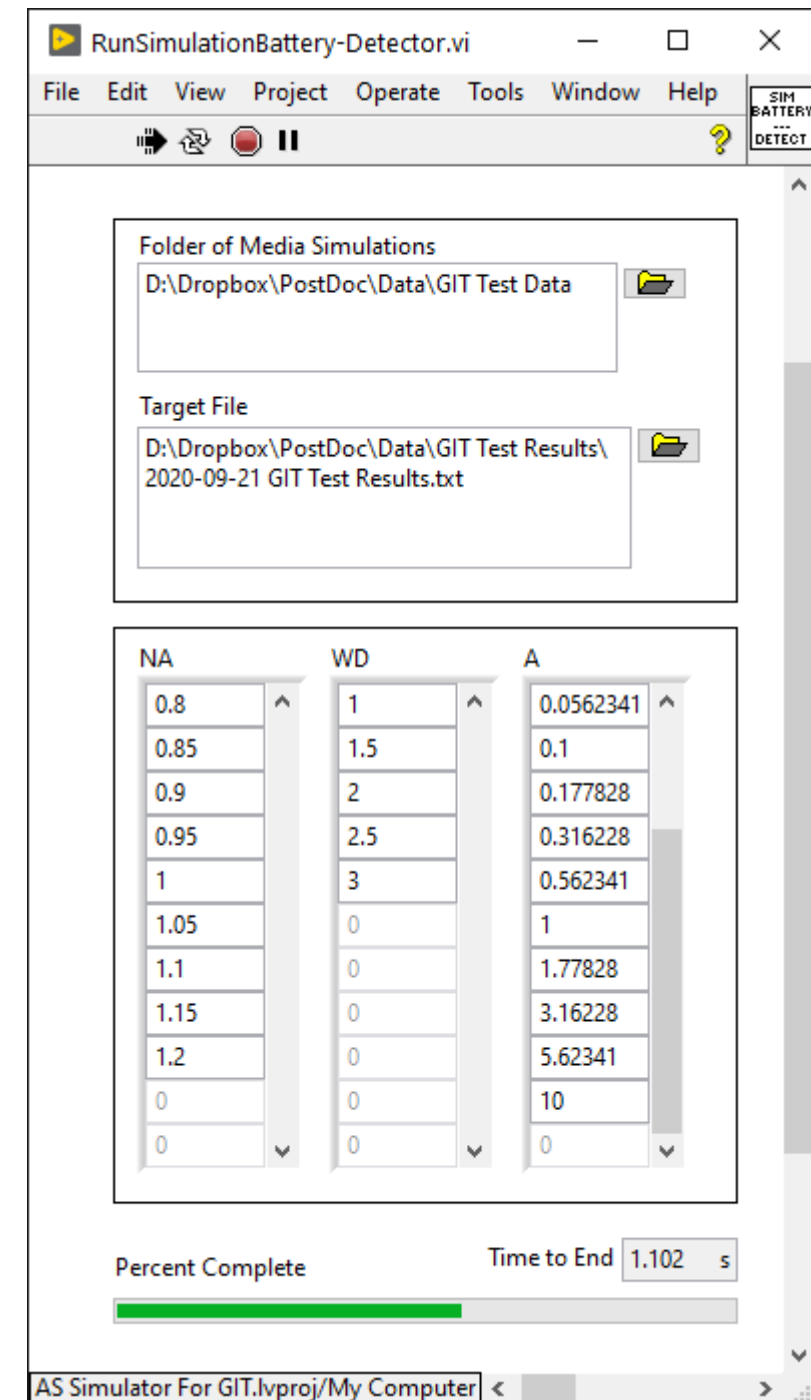 RunSimulationBattery-Detector.vi
File Edit View Project Operate Tools Window Help
SIM
BATTERY
---
DETECT
Folder of Media Simulations
D:\Dropbox\PostDoc\Data\GIT Test Data
Target File
D:\Dropbox\PostDoc\Data\GIT Test Results\
2020-09-21 GIT Test Results.txt
NA WD A
0.8 1 0.0562341
0.85 1.5 0.1
0.9 2 0.177828
0.95 2.5 0.316228
1 3 0.562341
1.05 0 1
1.1 0 1.77828
1.15 0 3.16228
1.2 0 5.62341
0 0 10
0 0 0
Percent Complete Time to End 1.102 s
AS Simulator For GIT.lvproj/My Computer